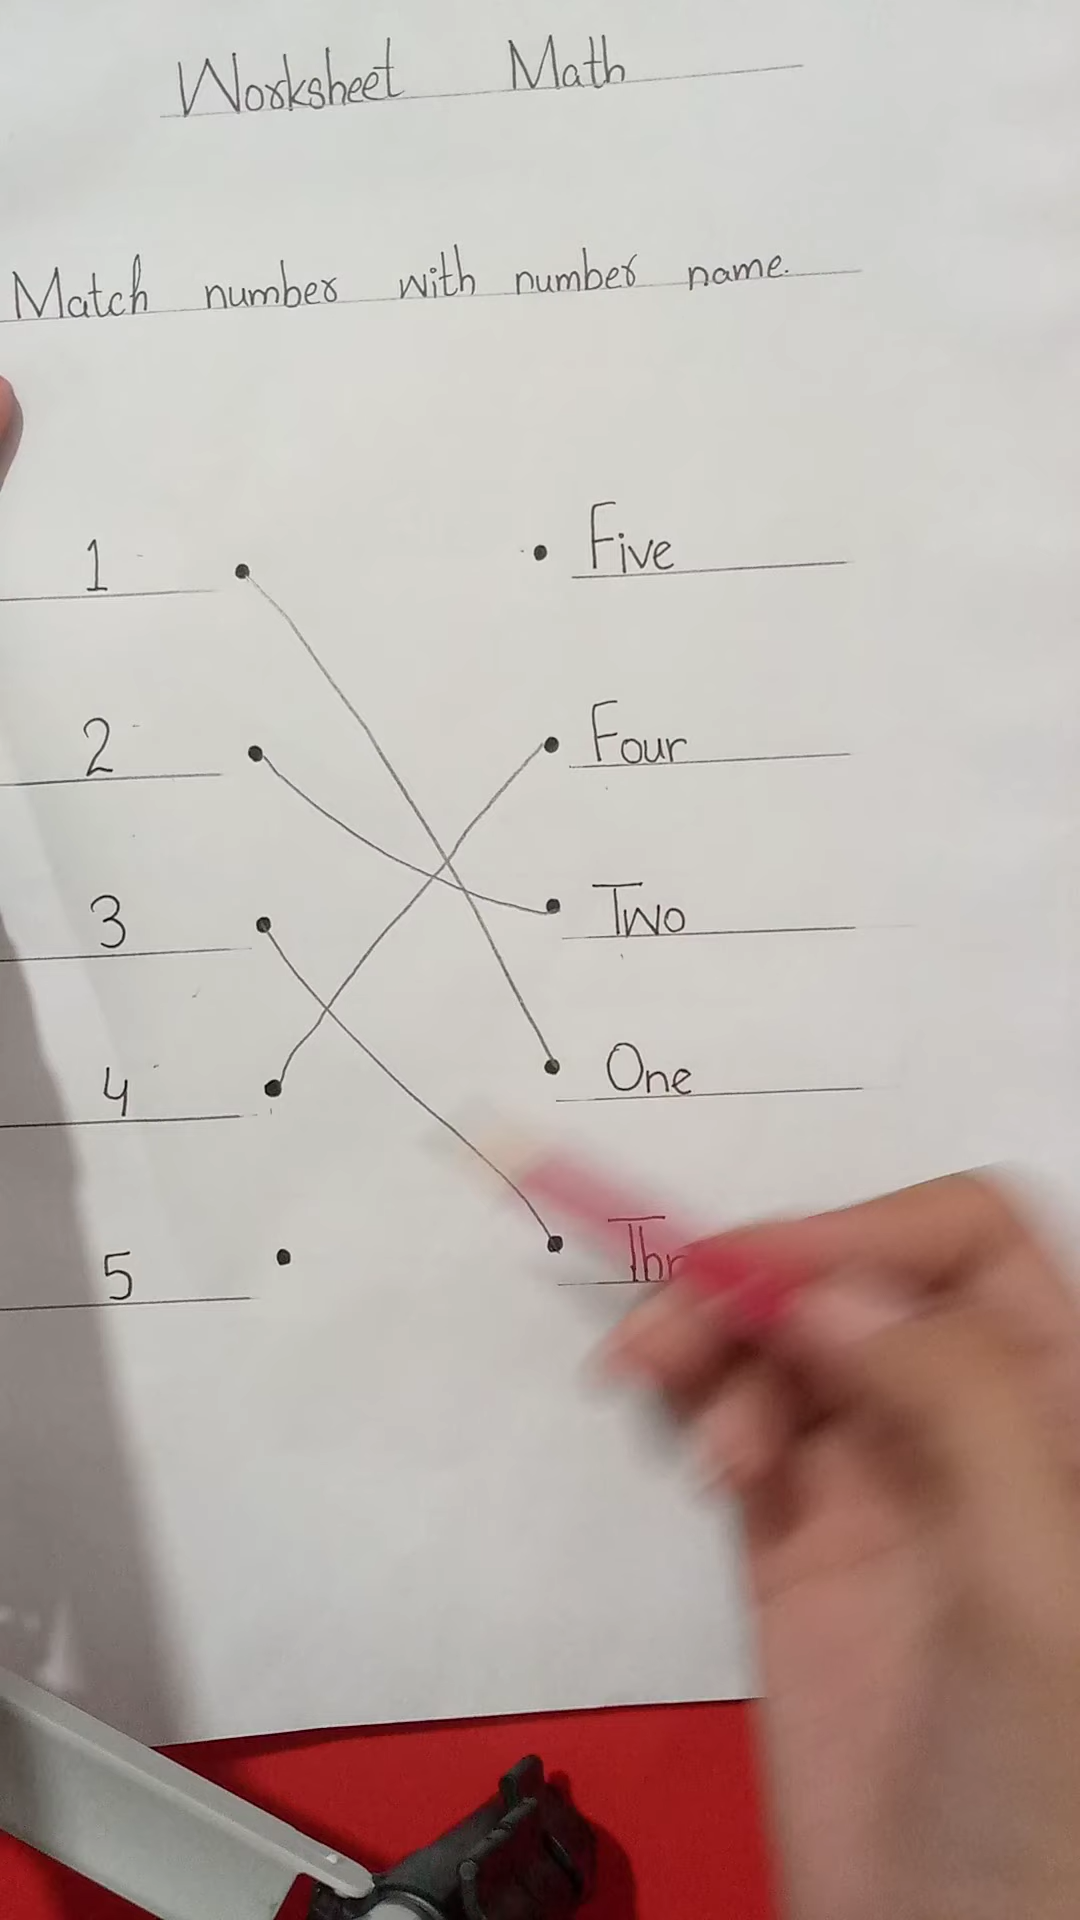 Worksheet Math
Match number with number name.
1 Five
2 Four
3 Two
4 One
5